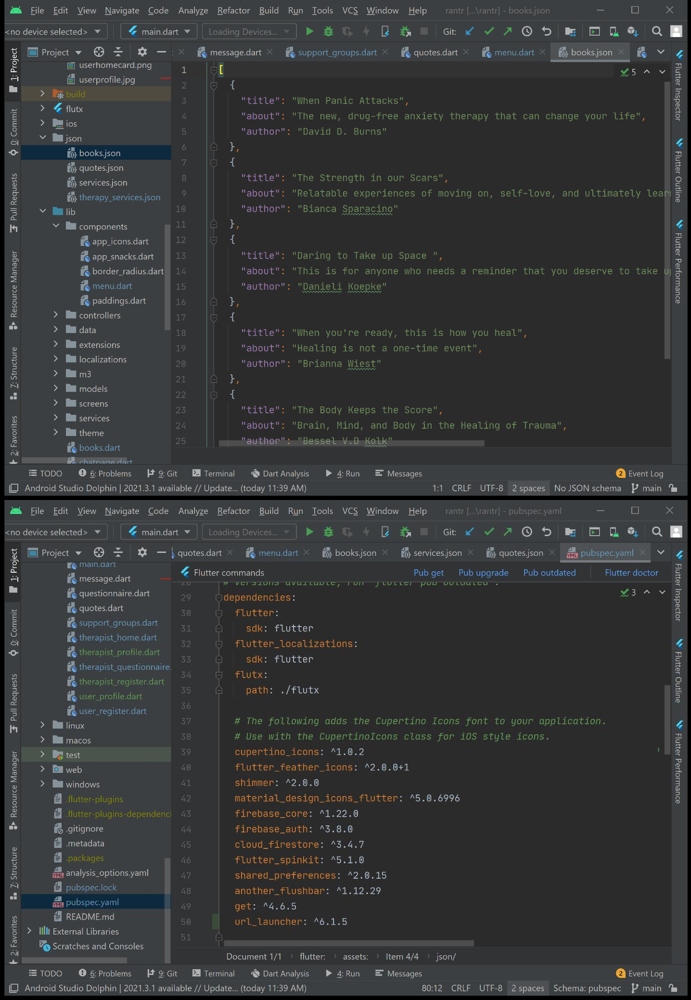 File Edit View Navigate Code Analyze Refactor Build Run Tools VCS Window Help rantr [...\rantr] - books.json
<no device selected> main.dart Loading Devices... Git:
Project message.dart support_groups.dart quotes.dart menu.dart books.json
1: Project
0: Commit
Pull Requests
Resource Manager
7: Structure
2: Favorites
userhomecard.png
userprofile.jpg
build
flutx
ios
json
books.json
quotes.json
services.json
therapy_services.json
lib
components
app_icons.dart
app_snacks.dart
border_radius.dart
menu.dart
paddings.dart
controllers
data
extensions
localizations
m3
models
screens
services
theme
books.dart
chatpage.dart
5
1 [
2 {
3 "title": "When Panic Attacks",
4 "about": "The new, drug-free anxiety therapy that can change your life",
5 "author": "David D. Burns"
6 },
7 {
8 "title": "The Strength in our Scars",
9 "about": "Relatable experiences of moving on, self-love, and ultimately lear
10 "author": "Bianca Sparacino"
11 },
12 {
13 "title": "Daring to Take up Space ",
14 "about": "This is for anyone who needs a reminder that you deserve to take up
15 "author": "Danieli Koepke"
16 },
17 {
18 "title": "When you're ready, this is how you heal",
19 "about": "Healing is not a one-time event",
20 "author": "Brianna Wiest"
21 },
22 {
23 "title": "The Body Keeps the Score",
24 "about": "Brain, Mind, and Body in the Healing of Trauma",
25 "author": "Bessel V.D Kolk"
Flutter Inspector
Flutter Outline
Flutter Performance
TODO 6: Problems 9: Git Terminal Dart Analysis 4: Run Messages 2 Event Log
Android Studio Dolphin | 2021.3.1 available // Update... (today 11:39 AM) 1:1 CRLF UTF-8 2 spaces No JSON schema main
File Edit View Navigate Code Analyze Refactor Build Run Tools VCS Window Help rantr [...\rantr] - pubspec.yaml
<no device selected> main.dart Loading Devices... Git:
Project quotes.dart menu.dart books.json services.json quotes.json pubspec.yaml
1: Project
0: Commit
Pull Requests
Resource Manager
7: Structure
2: Favorites
main.dart
message.dart
questionnaire.dart
quotes.dart
support_groups.dart
therapist_home.dart
therapist_profile.dart
therapist_questionnaire.
therapist_register.dart
user_profile.dart
user_register.dart
linux
macos
test
web
windows
.flutter-plugins
.flutter-plugins-dependenci
.gitignore
.metadata
.packages
analysis_options.yaml
pubspec.lock
pubspec.yaml
README.md
External Libraries
Scratches and Consoles
Flutter commands Pub get Pub upgrade Pub outdated Flutter doctor
3
28 # versions available, run `flutter pub outdated`.
29 dependencies:
30 flutter:
31 sdk: flutter
32 flutter_localizations:
33 sdk: flutter
34 flutx:
35 path: ./flutx
36
37 # The following adds the Cupertino Icons font to your application.
38 # Use with the CupertinoIcons class for iOS style icons.
39 cupertino_icons: ^1.0.2
40 flutter_feather_icons: ^2.0.0+1
41 shimmer: ^2.0.0
42 material_design_icons_flutter: ^5.0.6996
43 firebase_core: ^1.22.0
44 firebase_auth: ^3.8.0
45 cloud_firestore: ^3.4.7
46 flutter_spinkit: ^5.1.0
47 shared_preferences: ^2.0.15
48 another_flushbar: ^1.12.29
49 get: ^4.6.5
50 url_launcher: ^6.1.5
51
Document 1/1 › flutter: › assets: › Item 4/4 › json/
Flutter Inspector
Flutter Outline
Flutter Performance
TODO 6: Problems 9: Git Terminal Dart Analysis 4: Run Messages 2 Event Log
Android Studio Dolphin | 2021.3.1 available // Update... (today 11:39 AM) 80:12 CRLF UTF-8 2 spaces Schema: pubspec main